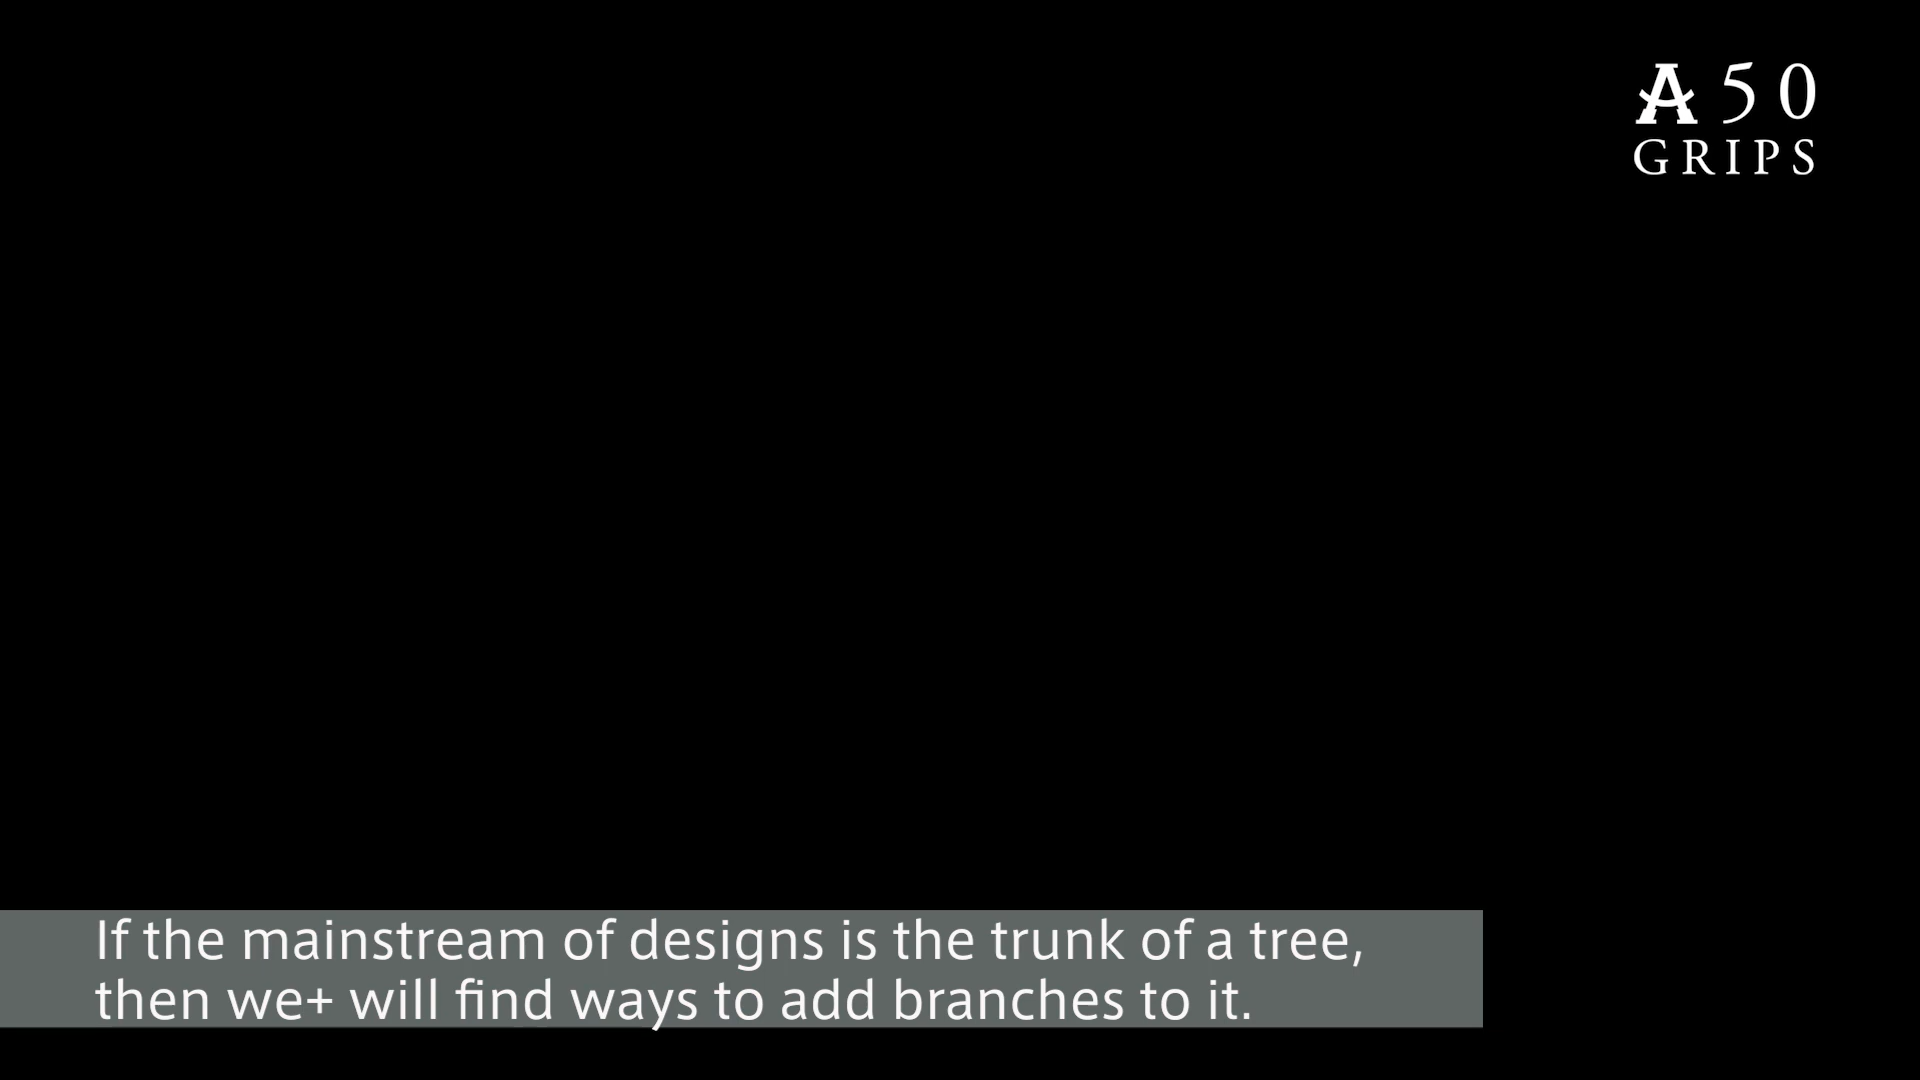 A50
GRIPS
If the mainstream of designs is the trunk of a tree,
then we+ will find ways to add branches to it.